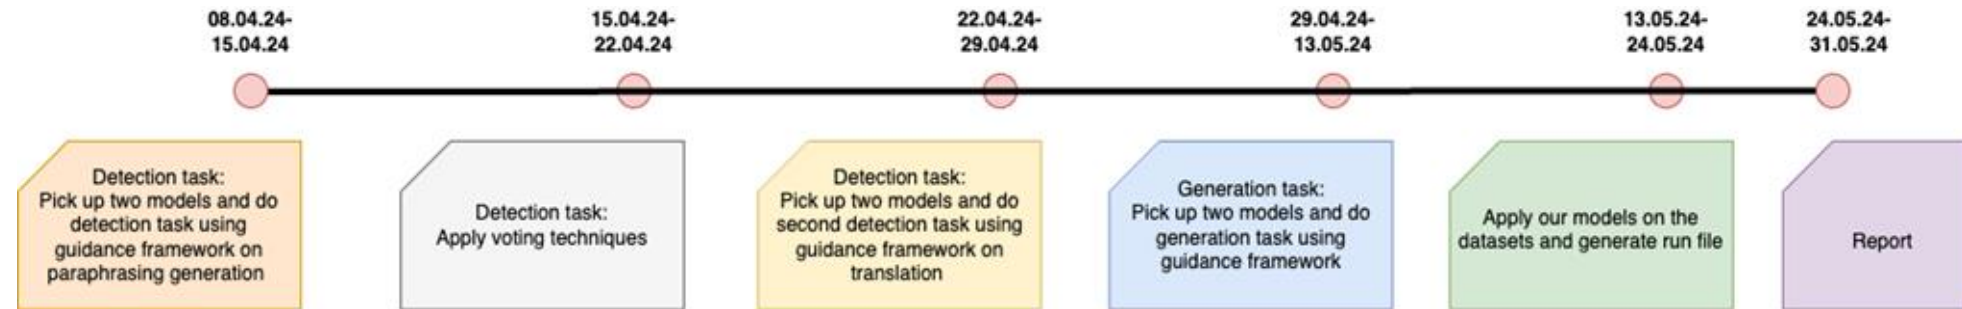 08.04.24-
15.04.24
15.04.24-
22.04.24
22.04.24-
29.04.24
29.04.24-
13.05.24
13.05.24-
24.05.24
24.05.24-
31.05.24
Detection task:
Pick up two models and do
detection task using
guidance framework on
paraphrasing generation
Detection task:
Apply voting techniques
Detection task:
Pick up two models and do
second detection task using
guidance framework on
translation
Generation task:
Pick up two models and do
generation task using
guidance framework
Apply our models on the
datasets and generate run file
Report